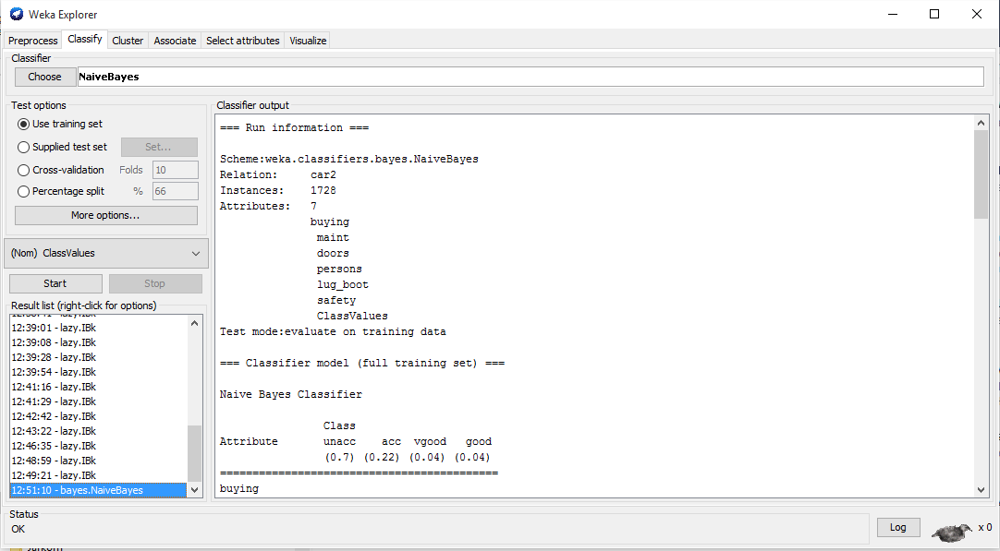 Weka Explorer
Preprocess Classify Cluster Associate Select attributes Visualize
Classifier
Choose NaiveBayes
Test options
Use training set
Supplied test set Set...
Cross-validation Folds 10
Percentage split % 66
More options...
(Nom) ClassValues
Start Stop
Result list (right-click for options)
12:39:01 - lazy.IBk
12:39:08 - lazy.IBk
12:39:28 - lazy.IBk
12:39:54 - lazy.IBk
12:41:16 - lazy.IBk
12:41:29 - lazy.IBk
12:42:42 - lazy.IBk
12:43:22 - lazy.IBk
12:46:35 - lazy.IBk
12:48:59 - lazy.IBk
12:49:21 - lazy.IBk
12:51:10 - bayes.NaiveBayes
Classifier output
=== Run information ===
Scheme:weka.classifiers.bayes.NaiveBayes
Relation: car2
Instances: 1728
Attributes: 7
buying
maint
doors
persons
lug_boot
safety
ClassValues
Test mode:evaluate on training data
=== Classifier model (full training set) ===
Naive Bayes Classifier
Class
Attribute unacc acc vgood good
(0.7) (0.22) (0.04) (0.04)
===========================================
buying
Status
OK
Log x 0